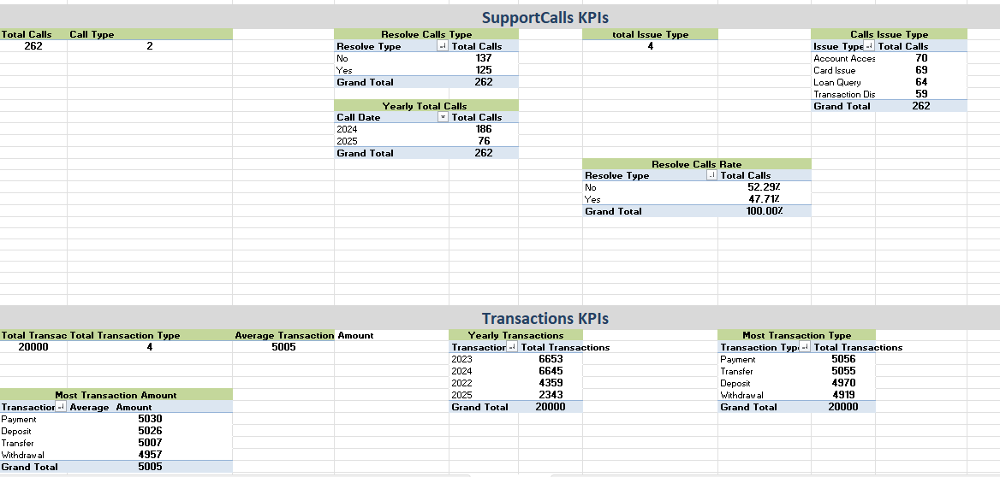 SupportCalls KPIs
Total Calls Call Type Resolve Calls Type total Issue Type Calls Issue Type
262 2 Resolve Type Total Calls 4 Issue Type Total Calls
No 137 Account Acces 70
Yes 125 Card Issue 69
Grand Total 262 Loan Query 64
Transaction Dis 59
Yearly Total Calls Grand Total 262
Call Date Total Calls
2024 186
2025 76
Grand Total 262
Resolve Calls Rate
Resolve Type Total Calls
No 52.29%
Yes 47.71%
Grand Total 100.00%
Transactions KPIs
Total Transac Total Transaction Type Average Transaction Amount Yearly Transactions Most Transaction Type
20000 4 5005 Transaction Total Transactions Transaction Type Total Transactions
2023 6653 Payment 5056
2024 6645 Transfer 5055
2022 4359 Deposit 4970
2025 2343 Withdrawal 4919
Most Transaction Amount
Transaction Average Amount Grand Total 20000 Grand Total 20000
Payment 5030
Deposit 5026
Transfer 5007
Withdrawal 4957
Grand Total 5005